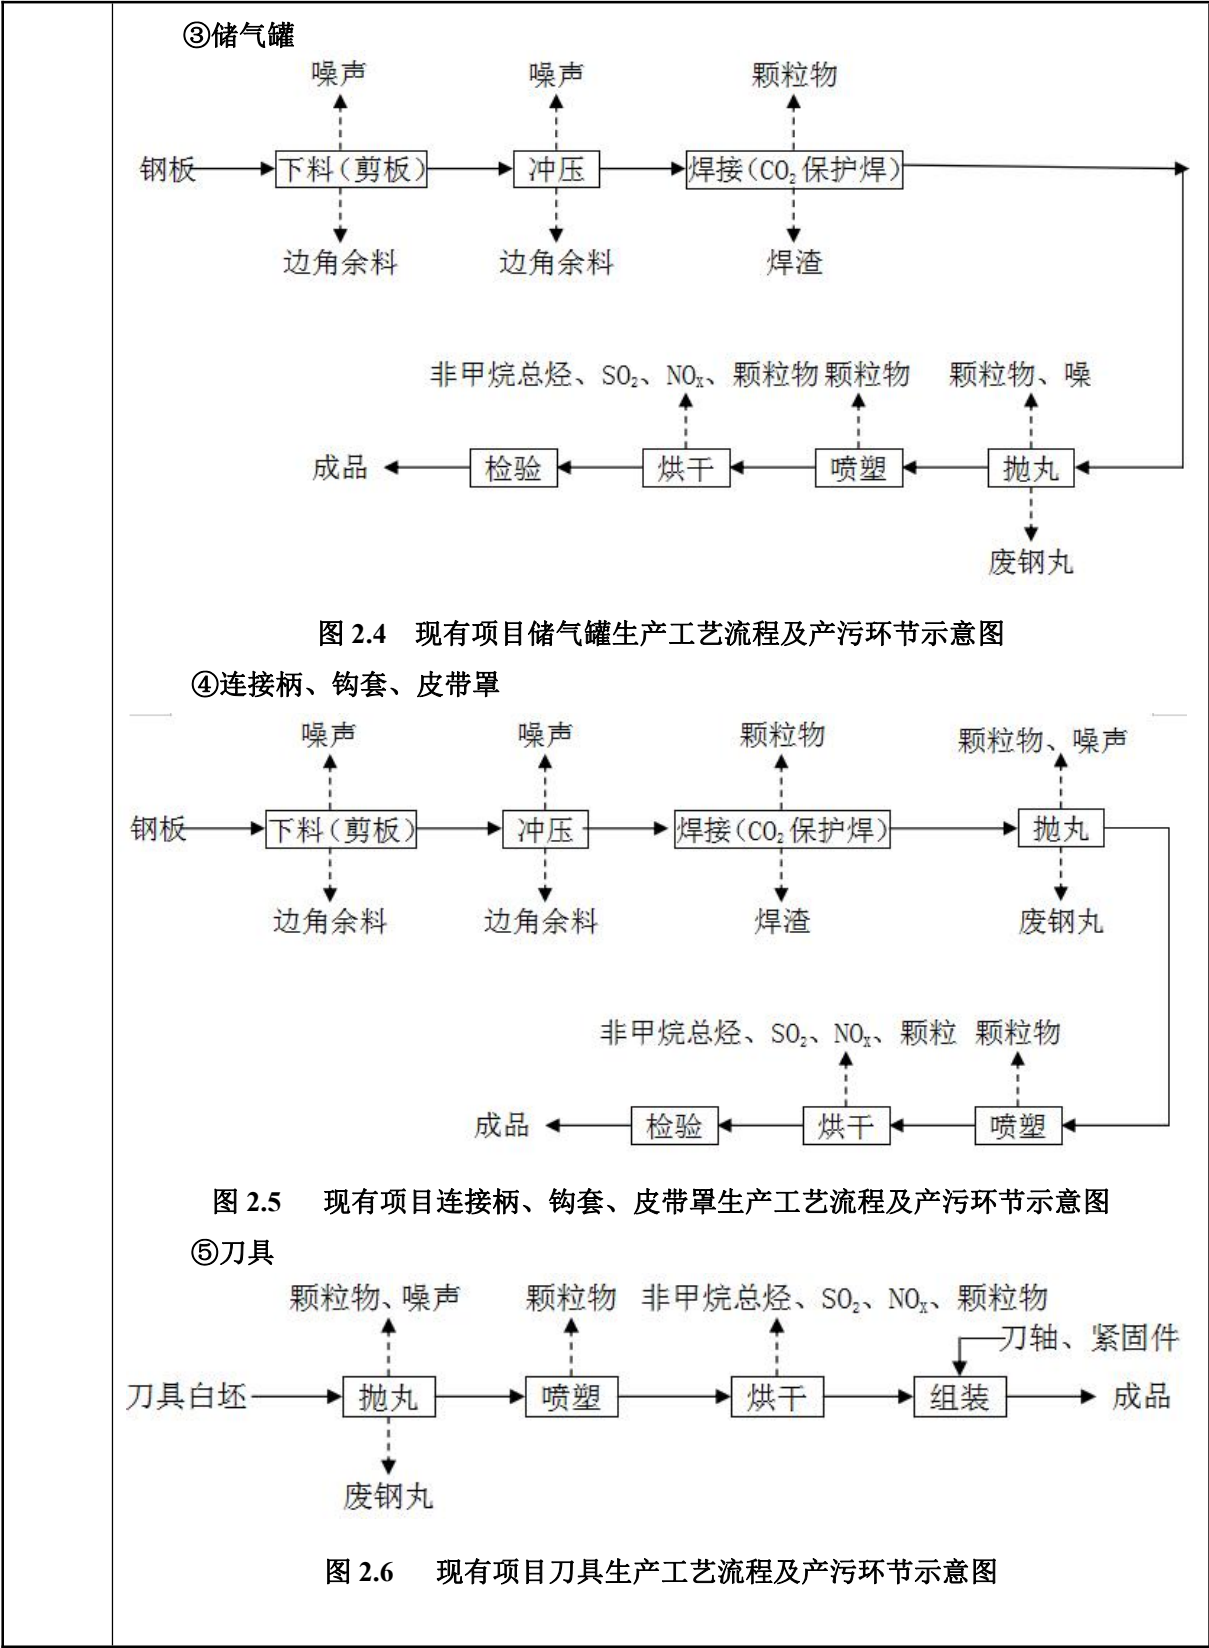 ③储气罐
噪声 噪声 颗粒物
钢板 下料(剪板) 冲压 焊接(CO₂保护焊)
边角余料 边角余料 焊渣
非甲烷总烃、SO₂、NOₓ、颗粒物 颗粒物 颗粒物、噪
成品 检验 烘干 喷塑 抛丸
废钢丸
图 2.4 现有项目储气罐生产工艺流程及产污环节示意图
④连接柄、钩套、皮带罩
噪声 噪声 颗粒物 颗粒物、噪声
钢板 下料(剪板) 冲压 焊接(CO₂保护焊) 抛丸
边角余料 边角余料 焊渣 废钢丸
非甲烷总烃、SO₂、NOₓ、颗粒 颗粒物
成品 检验 烘干 喷塑
图 2.5 现有项目连接柄、钩套、皮带罩生产工艺流程及产污环节示意图
⑤刀具
颗粒物、噪声 颗粒物 非甲烷总烃、SO₂、NOₓ、颗粒物
刀轴、紧固件
刀具白坯 抛丸 喷塑 烘干 组装 成品
废钢丸
图 2.6 现有项目刀具生产工艺流程及产污环节示意图